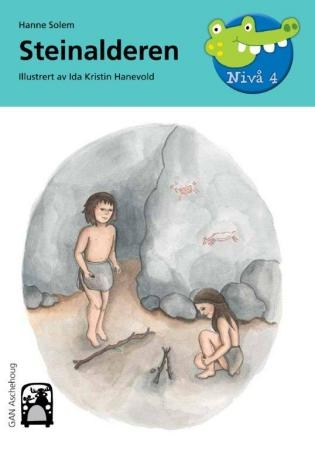 Hanne Solem
Steinalderen
Illustrert av Ida Kristin Hanevold
Nivå 4
GAN Aschehoug